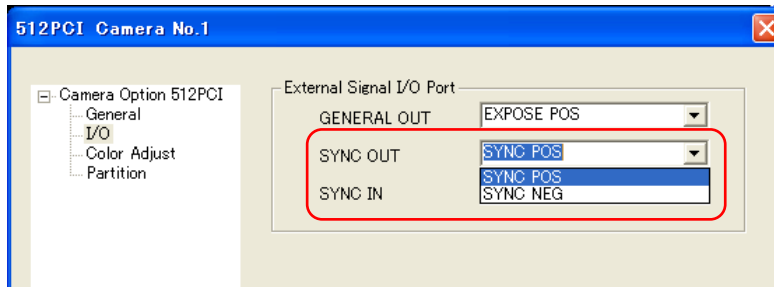 512PCI Camera No.1
Camera Option 512PCI
General
I/O
Color Adjust
Partition
External Signal I/O Port
GENERAL OUT EXPOSE POS
SYNC OUT SYNC POS
SYNC POS
SYNC IN SYNC NEG